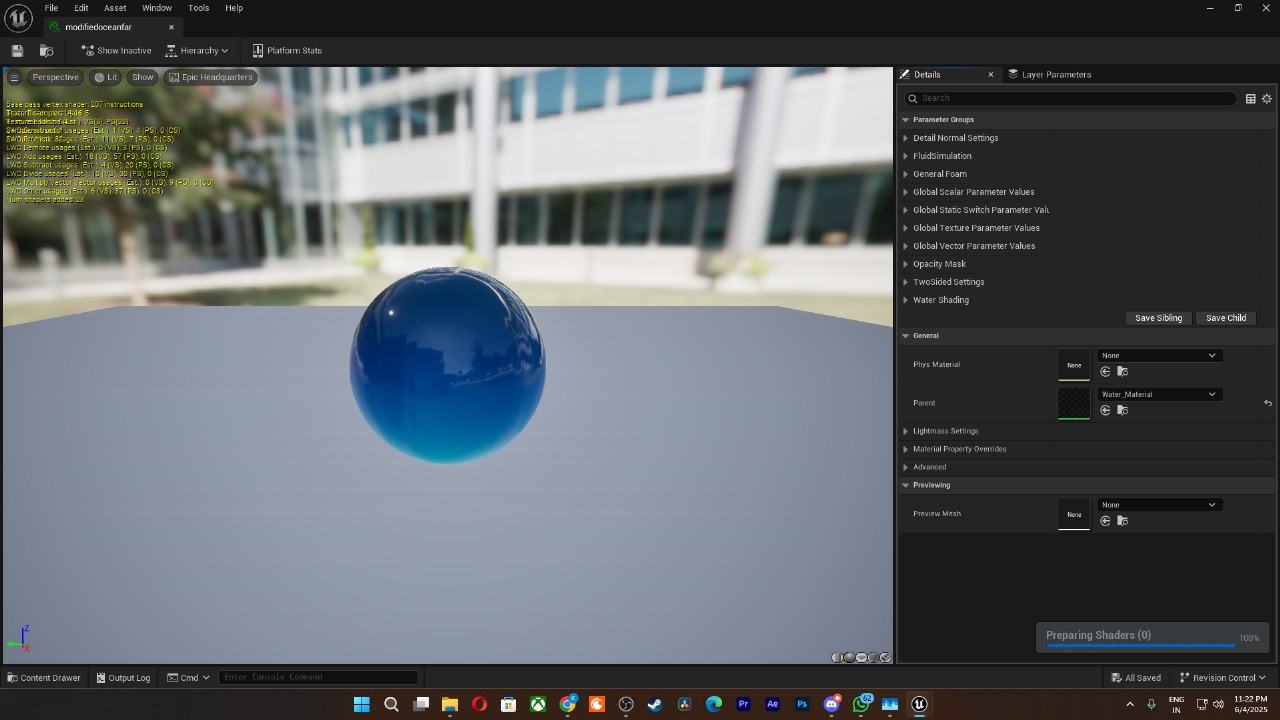 File Edit Asset Window Tools Help
modifiedoceanfar
Show Inactive Hierarchy Platform Stats
Perspective Lit Show Epic Headquarters
Base pass vertex shader: 207 instructions
LWC Demote usages (Est.): 0 (VS), 3 (PS), 0 (CS)
LWC Add usages (Est.): 18 (VS), 57 (PS), 0 (CS)
LWC Subtract usages (Est.): 4 (VS), 20 (PS), 0 (CS)
LWC Divide usages (Est.): 10 (VS), 30 (PS), 0 (CS)
LWC Multiply Vector Vector usages (Est.): 0 (VS), 9 (PS), 0 (CS)
LWC Other usages (Est.): 6 (VS), 37 (PS), 0 (CS)
Num shaders added: 28
Z
X
Details Layer Parameters
Search
Parameter Groups
Detail Normal Settings
FluidSimulation
General Foam
Global Scalar Parameter Values
Global Static Switch Parameter Valu
Global Texture Parameter Values
Global Vector Parameter Values
Opacity Mask
TwoSided Settings
Water Shading
Save Sibling Save Child
General
Phys Material None None
Parent Water_Material
Lightmass Settings
Material Property Overrides
Advanced
Previewing
Preview Mesh None None
Preparing Shaders (0) 100%
Content Drawer Output Log Cmd Enter Console Command All Saved Revision Control
Pr Ae Ps 52
ENG
IN
11:22 PM
6/4/2025